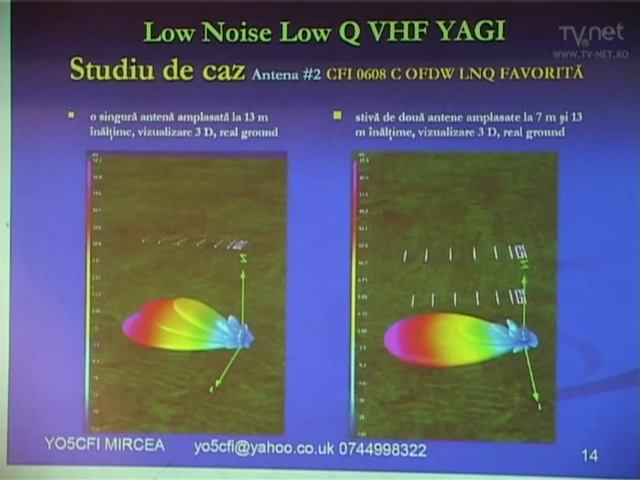 Low Noise Low Q VHF YAGI
tv.net
WWW.TV-NET.RO
Studiu de caz Antena #2 CFI 0608 C OFDW LNQ FAVORITĂ
o singură antenă amplasată la 13 m
înălțime, vizualizare 3 D, real ground
stivă de două antene amplasate la 7 m și 13
m înălțime, vizualizare 3 D, real ground
YO5CFI MIRCEA yo5cfi@yahoo.co.uk 0744998322
14